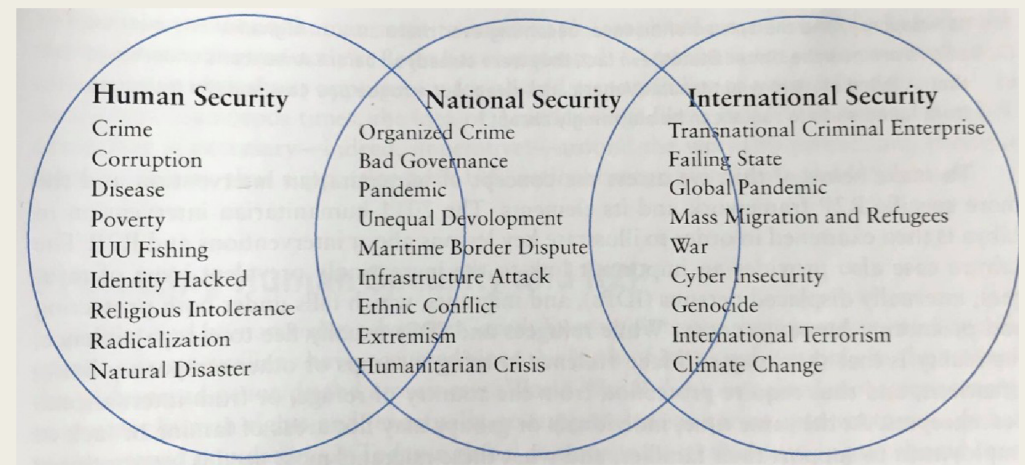 Human Security
Crime
Corruption
Disease
Poverty
IUU Fishing
Identity Hacked
Religious Intolerance
Radicalization
Natural Disaster
National Security
Organized Crime
Bad Governance
Pandemic
Unequal Development
Maritime Border Dispute
Infrastructure Attack
Ethnic Conflict
Extremism
Humanitarian Crisis
International Security
Transnational Criminal Enterprise
Failing State
Global Pandemic
Mass Migration and Refugees
War
Cyber Insecurity
Genocide
International Terrorism
Climate Change